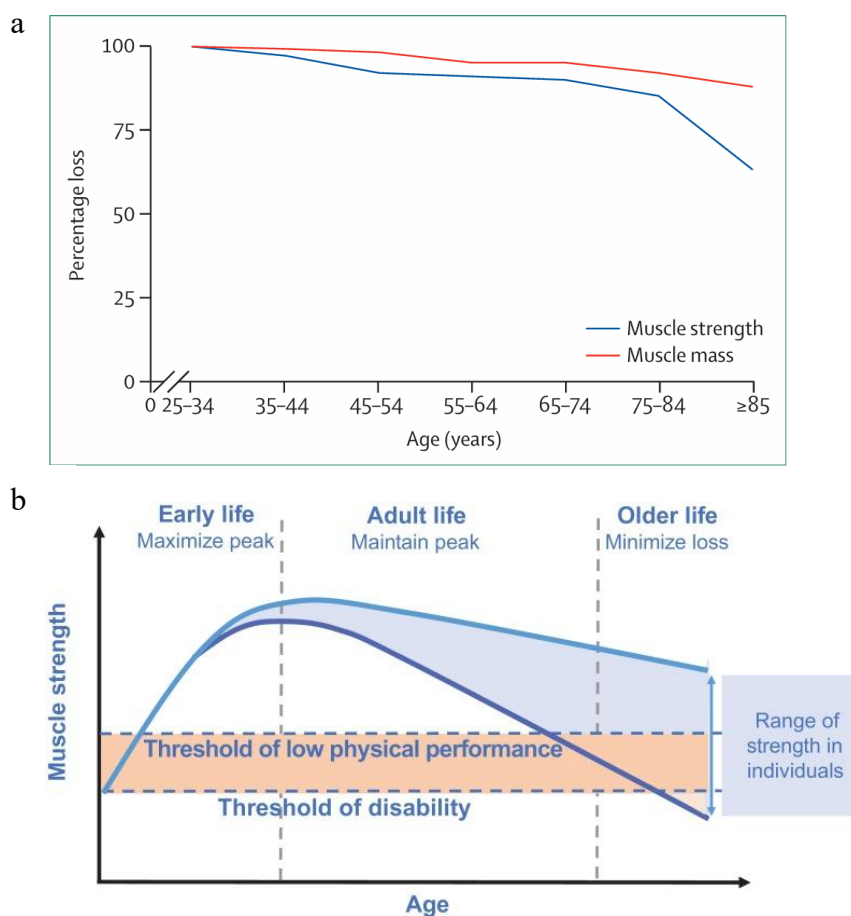 a
100
75
50
25
0
Percentage loss
Muscle strength
Muscle mass
0 25–34 35–44 45–54 55–64 65–74 75–84 ≥85
Age (years)
b
Early life
Maximize peak
Adult life
Maintain peak
Older life
Minimize loss
Muscle strength
Threshold of low physical performance
Threshold of disability
Range of
strength in
individuals
Age